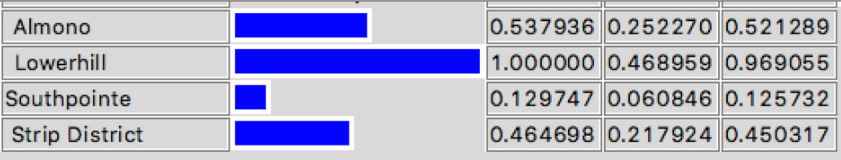 Almono 0.537936 0.252270 0.521289
Lowerhill 1.000000 0.468959 0.969055
Southpointe 0.129747 0.060846 0.125732
Strip District 0.464698 0.217924 0.450317